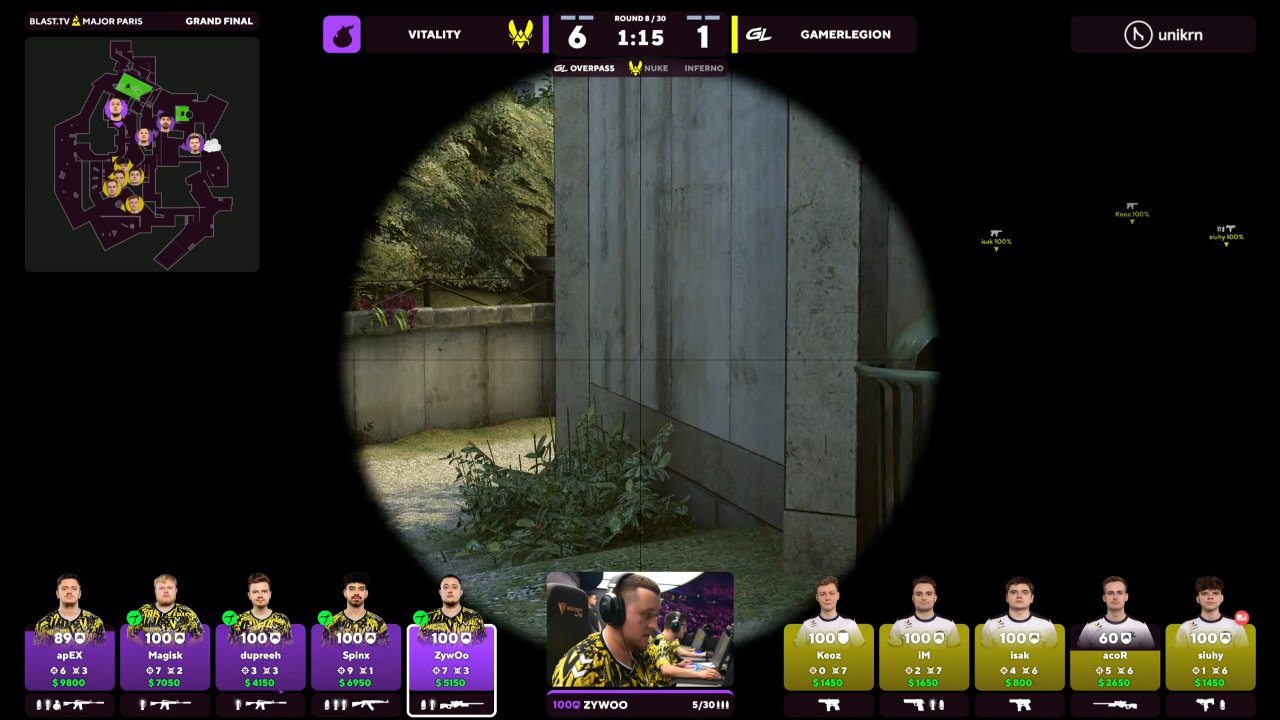 BLAST.TV MAJOR PARIS GRAND FINAL
VITALITY 6 ROUND 8 / 30 1:15 1 GL GAMERLEGION unikrn
GL OVERPASS NUKE INFERNO
Keoz 100%
isak 100%
siuhy 100%
89 100 100 100 100 100 100 100 60 100
apEX Magisk dupreeh Spinx ZywOo Keoz iM isak acoR siuhy
6 3 7 2 3 3 9 1 7 3 0 7 2 7 4 6 5 6 1 6
$ 9800 $ 7050 $ 4150 $ 6950 $ 5150 $ 1450 $ 1650 $ 800 $ 2650 $ 1450
100 ZYWOO 5/30